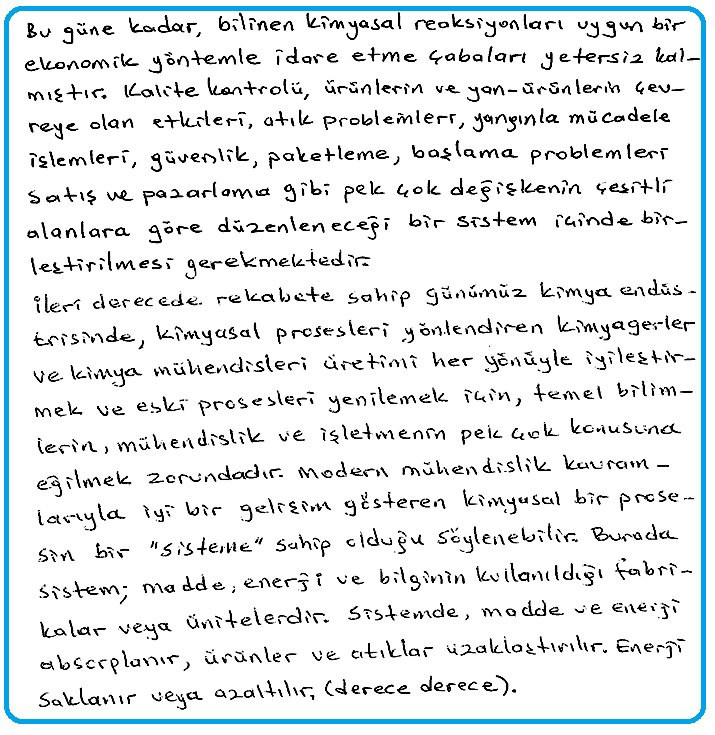 Bu güne kadar, bilinen kimyasal reaksiyonları uygun bir
ekonomik yöntemle idare etme çabaları yetersiz kal-
mıştır. Kalite kontrolü, ürünlerin ve yan-ürünlerin çev-
reye olan etkileri, atık problemleri, yangınla mücadele
işlemleri, güvenlik, paketleme, başlama problemleri
satış ve pazarlama gibi pek çok değişkenin çeşitli
alanlara göre düzenleneceği bir sistem içinde bir-
leştirilmesi gerekmektedir.
İleri derecede rekabete sahip günümüz kimya endüs-
trisinde, kimyasal prosesleri yönlendiren kimyagerler
ve kimya mühendisleri üretimi her yönüyle iyileştir-
mek ve eski prosesleri yenilemek için, temel bilim-
lerin, mühendislik ve işletmenin pek çok konusuna
eğilmek zorundadır. Modern mühendislik kavram-
larıyla iyi bir gelişim gösteren kimyasal bir prose-
sin bir "sisteme" sahip olduğu söylenebilir. Burada
sistem; madde, enerji ve bilginin kullanıldığı fabri-
kalar veya ünitelerdir. Sistemde, madde ve enerji
absorplanır, ürünler ve atıklar uzaklaştırılır. Enerji
saklanır veya azaltılır, (derece derece).